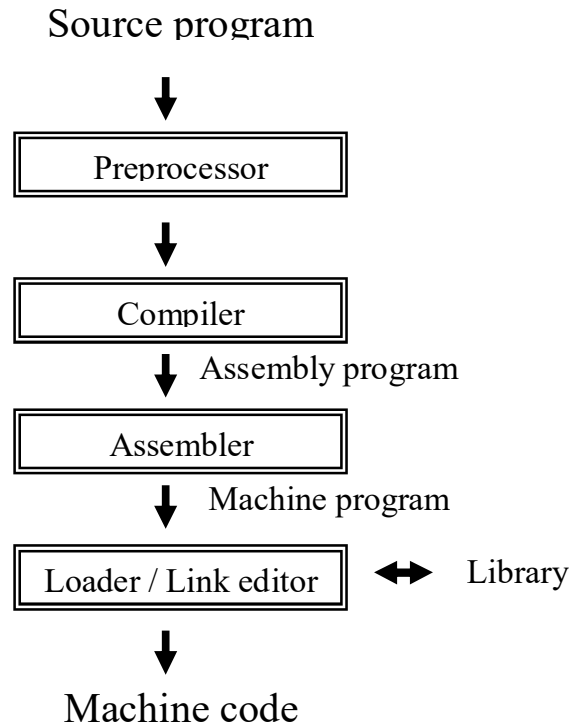 Source program
Preprocessor
Compiler
Assembly program
Assembler
Machine program
Loader / Link editor
Library
Machine code